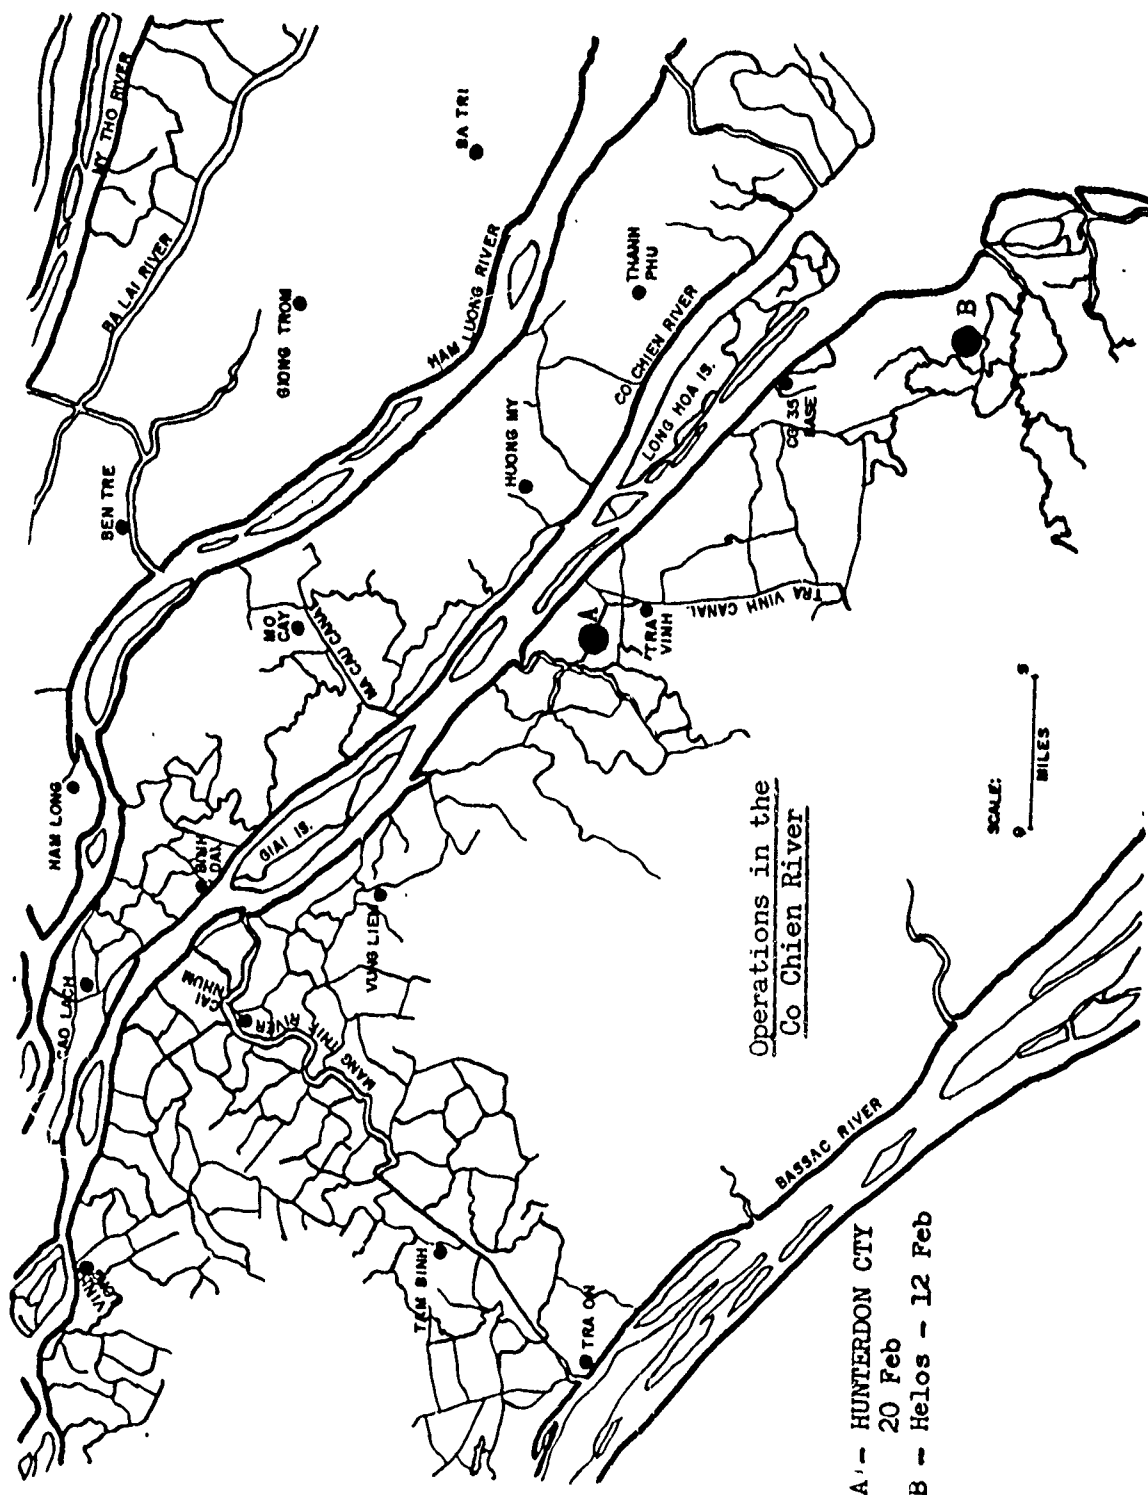 MY THO RIVER
BA LAI RIVER
BA TRI
GIONG TROM
HAM LUONG RIVER
THANH
PHU
BEN TRE
CO CHIEN RIVER
LONG HOA IS.
HUONG MY
CG 35
BASE
B
MO
CAY
MA CAU CANAL
A
TRA
VINH
TRA VINH CANAL
HAM LONG
BINH
DAI
GIAI IS.
CAO LACH
CAI
NHUM
VUNG LIEM
MANG THIK RIVER
TAM BINH
TRA ON
BASSAC RIVER
Operations in the
Co Chien River
SCALE:
0 5
MILES
A - HUNTERDON CTY
20 Feb
B - Helos - 12 Feb